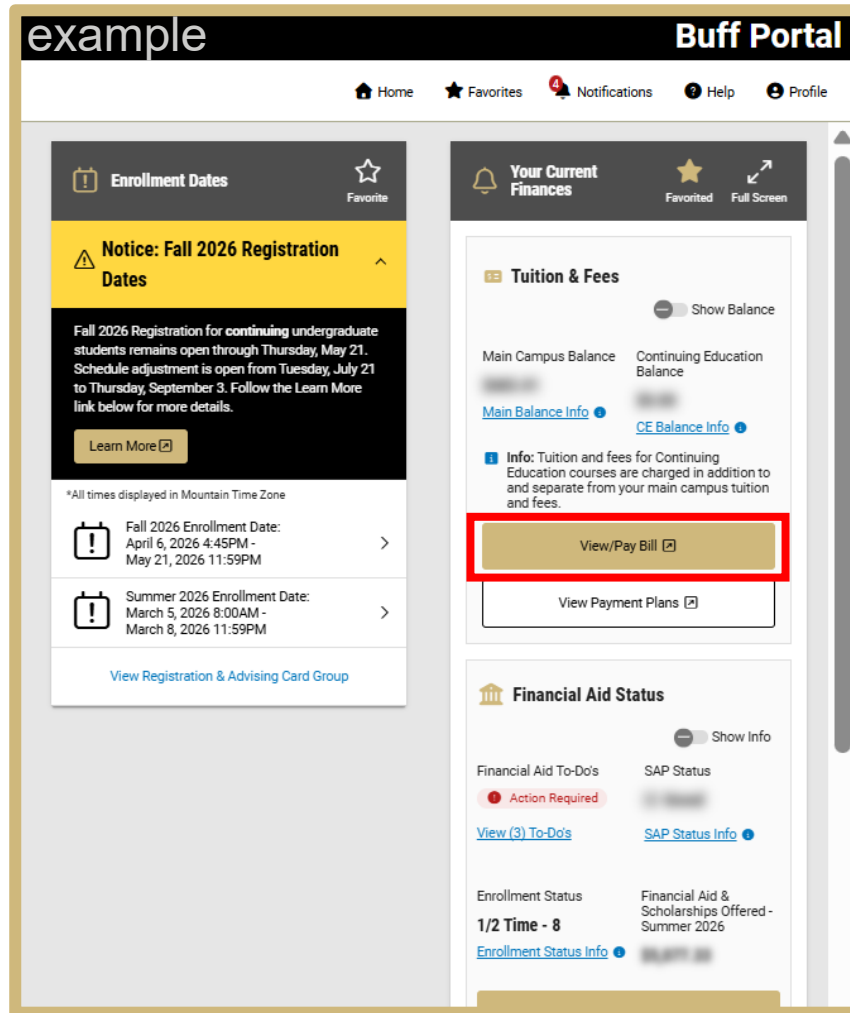 example
Buff Portal
Home
Favorites
4
Notifications
Help
Profile
Enrollment Dates
Favorite
Notice: Fall 2026 Registration
Dates
Fall 2026 Registration for continuing undergraduate
students remains open through Thursday, May 21.
Schedule adjustment is open from Tuesday, July 21
to Thursday, September 3. Follow the Learn More
link below for more details.
Learn More
*All times displayed in Mountain Time Zone
Fall 2026 Enrollment Date:
April 6, 2026 4:45PM -
May 21, 2026 11:59PM
Summer 2026 Enrollment Date:
March 5, 2026 8:00AM -
March 8, 2026 11:59PM
View Registration & Advising Card Group
Your Current
Finances
Favorited
Full Screen
Tuition & Fees
Show Balance
Main Campus Balance
Main Balance Info
Continuing Education
Balance
CE Balance Info
Info: Tuition and fees for Continuing
Education courses are charged in addition to
and separate from your main campus tuition
and fees.
View/Pay Bill
View Payment Plans
Financial Aid Status
Show Info
Financial Aid To-Do's
Action Required
View (3) To-Do's
SAP Status
SAP Status Info
Enrollment Status
1/2 Time - 8
Enrollment Status Info
Financial Aid &
Scholarships Offered -
Summer 2026